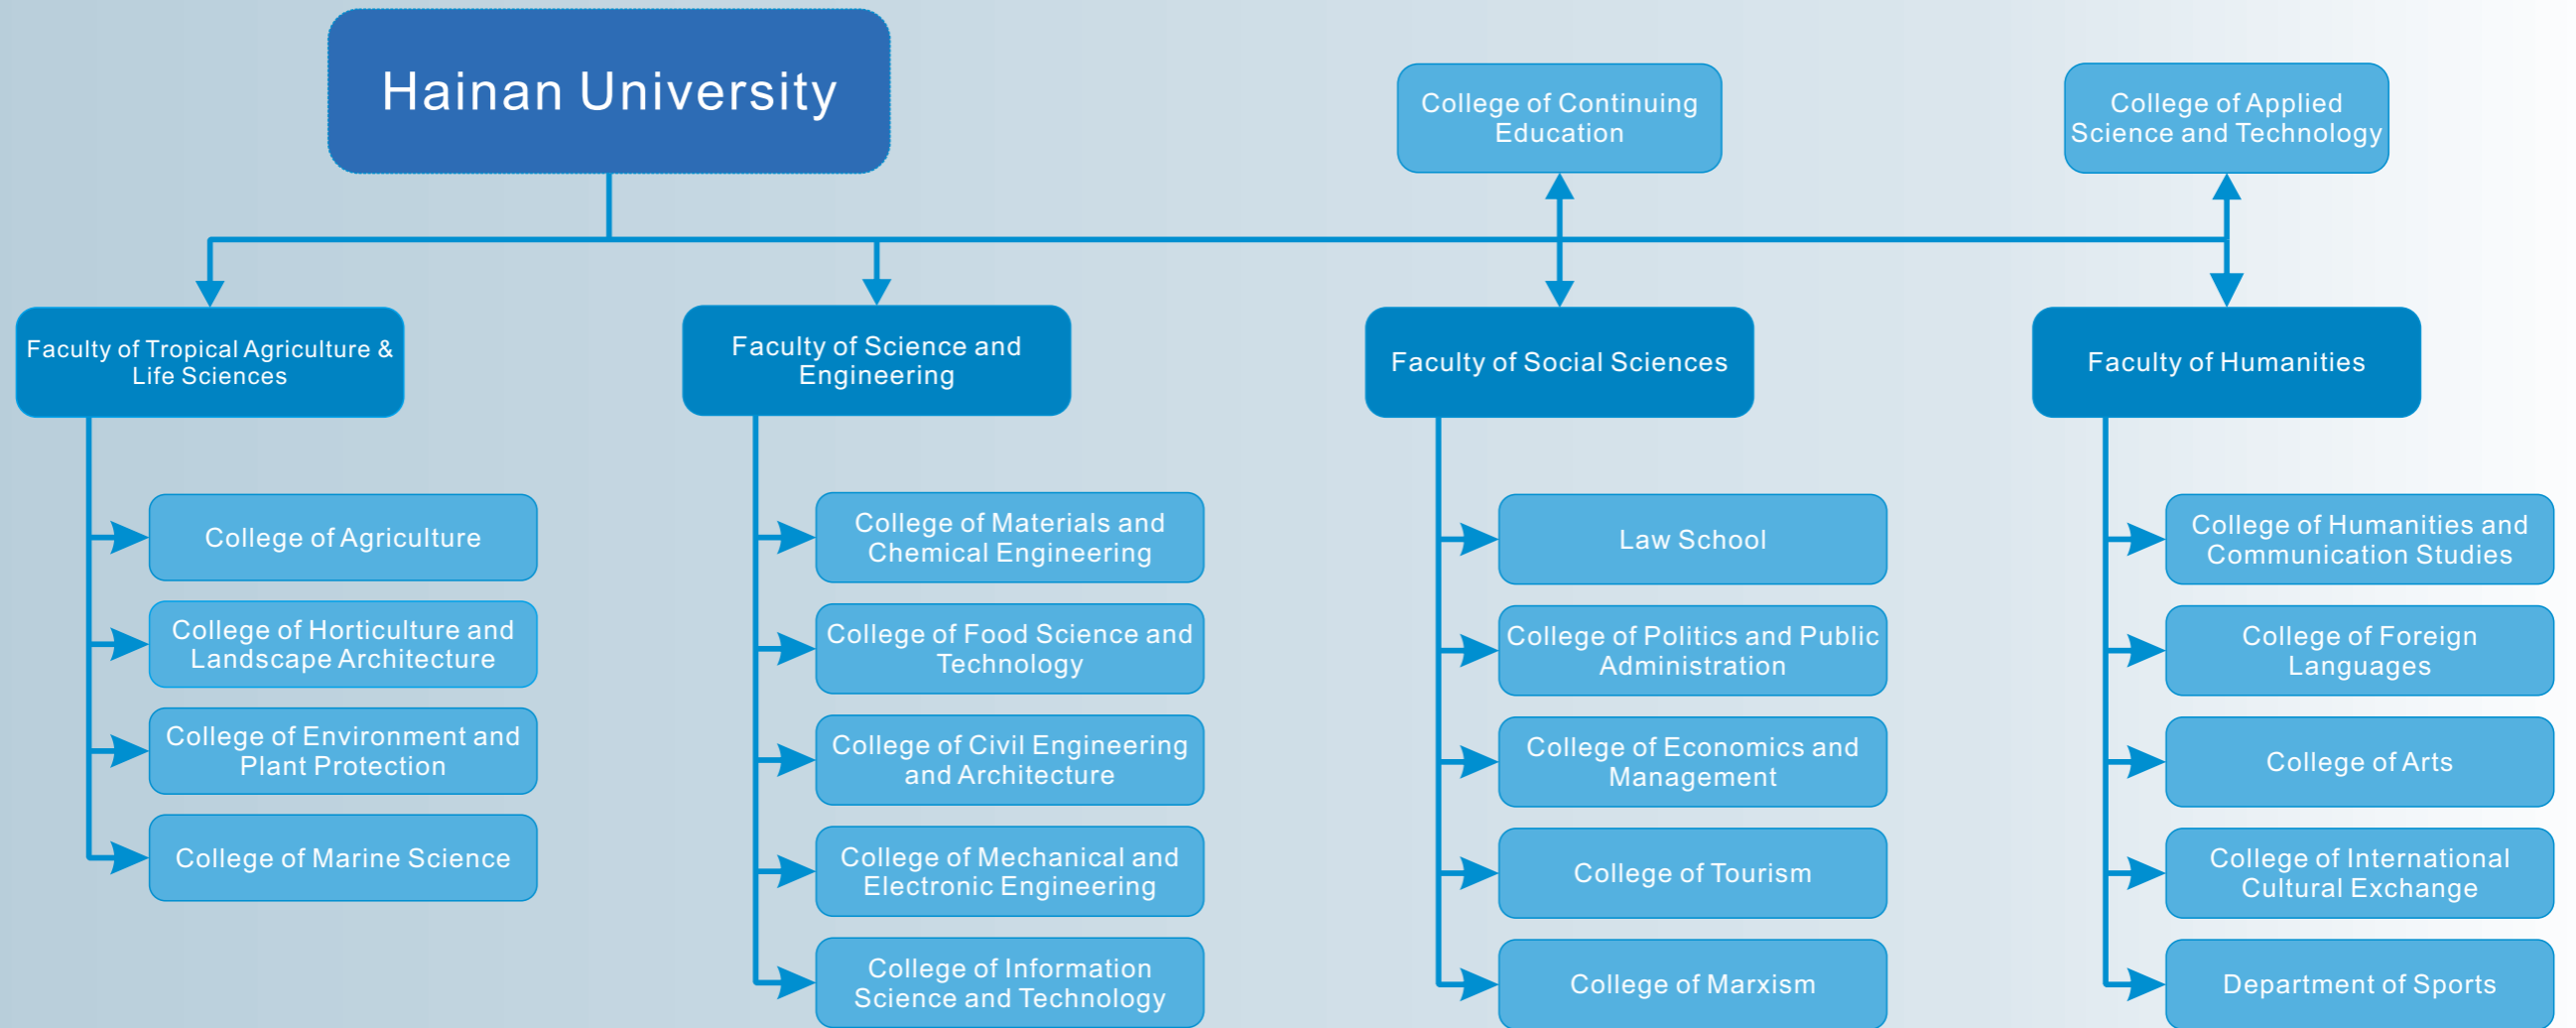 Hainan University
College of Continuing
Education
College of Applied
Science and Technology
Faculty of Tropical Agriculture &
Life Sciences
Faculty of Science and
Engineering
Faculty of Social Sciences
Faculty of Humanities
College of Agriculture
College of Horticulture and
Landscape Architecture
College of Environment and
Plant Protection
College of Marine Science
College of Materials and
Chemical Engineering
College of Food Science and
Technology
College of Civil Engineering
and Architecture
College of Mechanical and
Electronic Engineering
College of Information
Science and Technology
Law School
College of Politics and Public
Administration
College of Economics and
Management
College of Tourism
College of Marxism
College of Humanities and
Communication Studies
College of Foreign
Languages
College of Arts
College of International
Cultural Exchange
Department of Sports